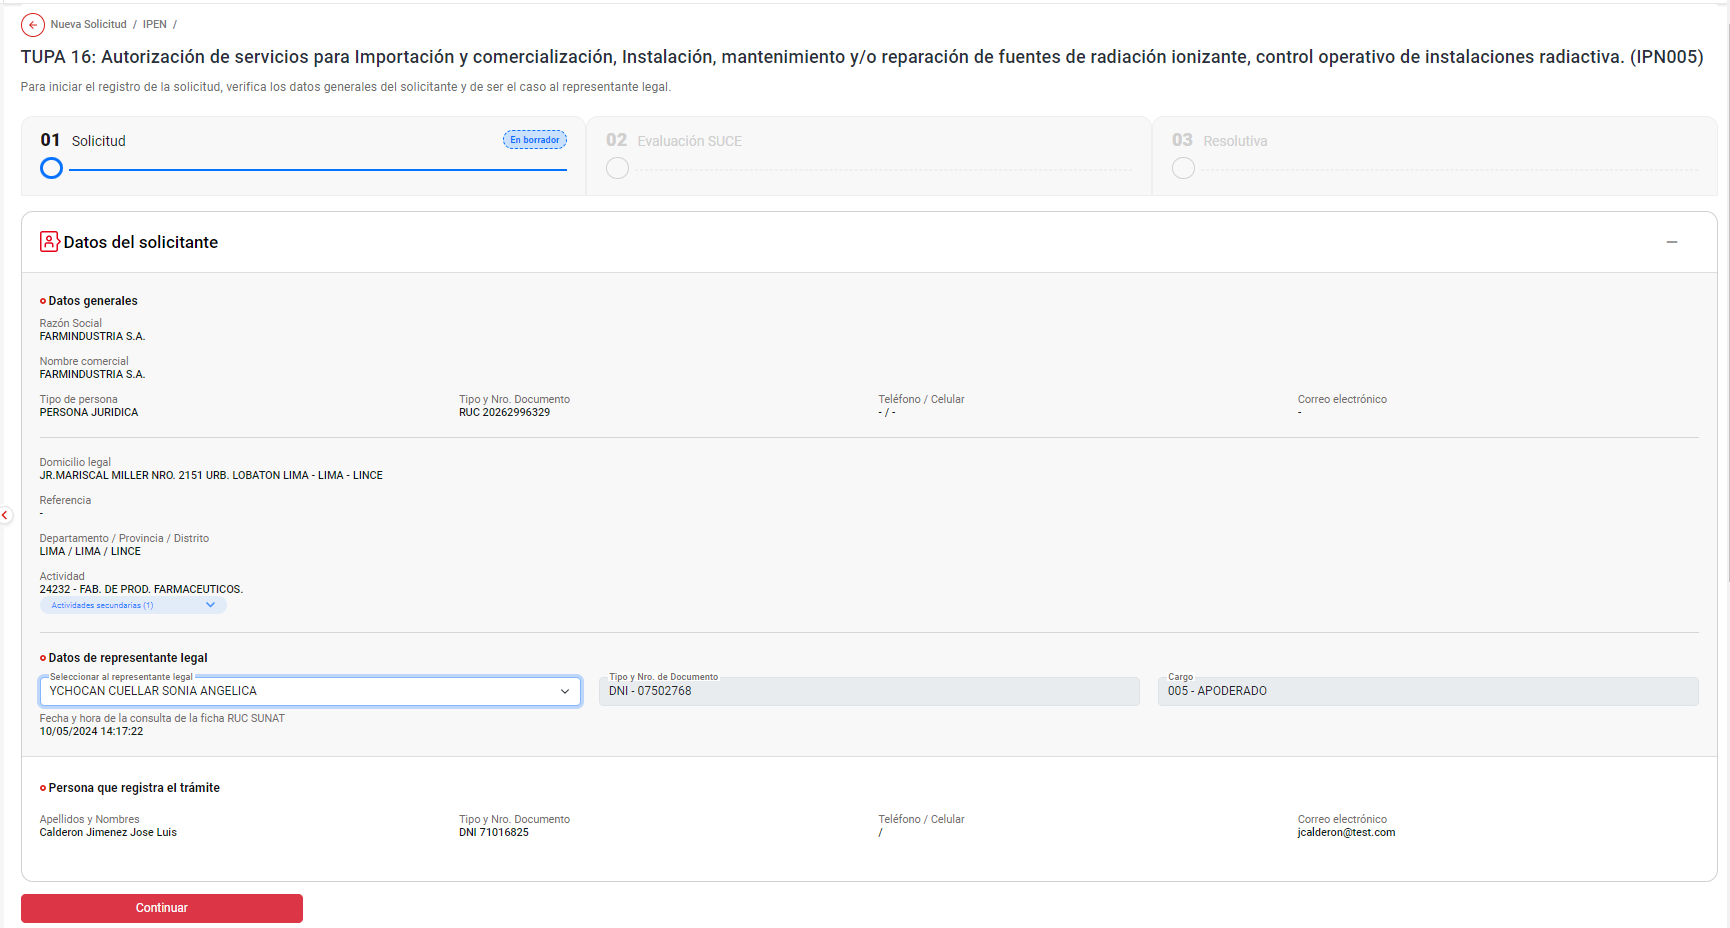 Nueva Solicitud / IPEN /
TUPA 16: Autorización de servicios para Importación y comercialización, Instalación, mantenimiento y/o reparación de fuentes de radiación ionizante, control operativo de instalaciones radiactiva. (IPN005)
Para iniciar el registro de la solicitud, verifica los datos generales del solicitante y de ser el caso al representante legal.
01 Solicitud En borrador 02 Evaluación SUCE 03 Resolutiva
Datos del solicitante
Datos generales
Razón Social
FARMINDUSTRIA S.A.
Nombre comercial
FARMINDUSTRIA S.A.
Tipo de persona Tipo y Nro. Documento Teléfono / Celular Correo electrónico
PERSONA JURIDICA RUC 20262996329 - / - -
Domicilio legal
JR.MARISCAL MILLER NRO. 2151 URB. LOBATON LIMA - LIMA - LINCE
Referencia
-
Departamento / Provincia / Distrito
LIMA / LIMA / LINCE
Actividad
24232 - FAB. DE PROD. FARMACEUTICOS.
Actividades secundarias (1)
Datos de representante legal
Seleccionar al representante legal Tipo y Nro. de Documento Cargo
YCHOCAN CUELLAR SONIA ANGELICA DNI - 07502768 005 - APODERADO
Fecha y hora de la consulta de la ficha RUC SUNAT
10/05/2024 14:17:22
Persona que registra el trámite
Apellidos y Nombres Tipo y Nro. Documento Teléfono / Celular Correo electrónico
Calderon Jimenez Jose Luis DNI 71016825 / jcalderon@test.com
Continuar